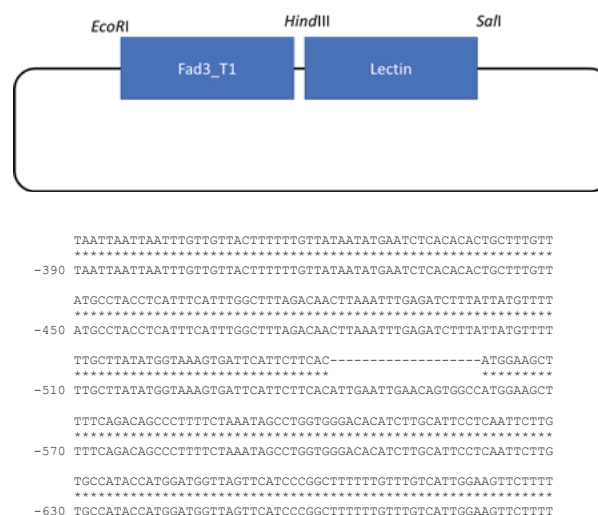 EcoRI HindIII SalI
Fad3_T1 Lectin
TAATTAATTAATTTGTTGTTACTTTTTTGTTATAATATGAATCTCACACACTGCTTTGTT
************************************************************
-390 TAATTAATTAATTTGTTGTTACTTTTTTGTTATAATATGAATCTCACACACTGCTTTGTT
ATGCCTACCTCATTTCATTTGGCTTTAGACAACTTAAATTTGAGATCTTTATTATGTTTT
************************************************************
-450 ATGCCTACCTCATTTCATTTGGCTTTAGACAACTTAAATTTGAGATCTTTATTATGTTTT
TTGCTTATATGGTAAAGTGATTCATTCTTCAC-------------------ATGGAAGCT
******************************** *********
-510 TTGCTTATATGGTAAAGTGATTCATTCTTCACATTGAATTGAACAGTGGCCATGGAAGCT
TTTCAGACAGCCCTTTTCTAAATAGCCTGGTGGGACACATCTTGCATTCCTCAATTCTTG
************************************************************
-570 TTTCAGACAGCCCTTTTCTAAATAGCCTGGTGGGACACATCTTGCATTCCTCAATTCTTG
TGCCATACCATGGATGGTTAGTTCATCCCGGCTTTTTTGTTTGTCATTGGAAGTTCTTTT
************************************************************
-630 TGCCATACCATGGATGGTTAGTTCATCCCGGCTTTTTTGTTTGTCATTGGAAGTTCTTTT